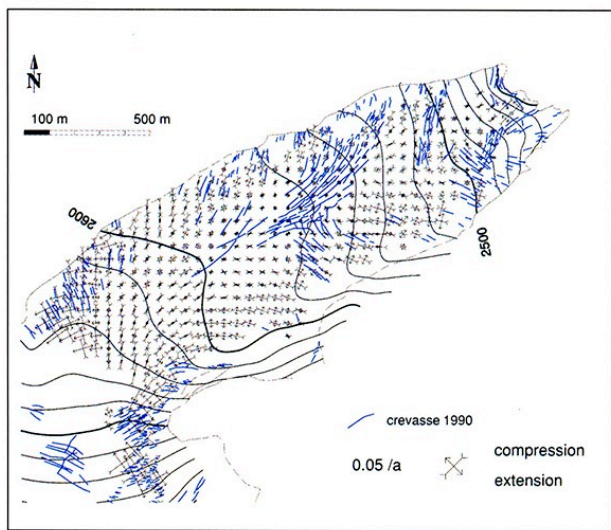 N
100 m 500 m
2600
2500
crevasse 1990
0.05 /a
compression
extension